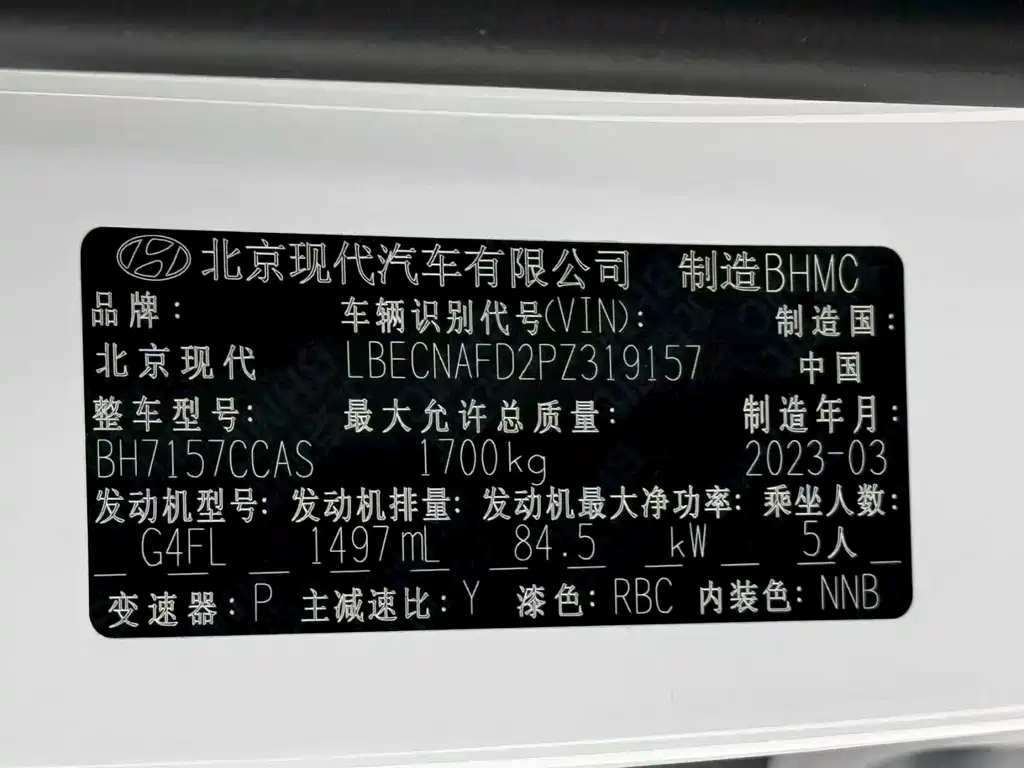 北京现代汽车有限公司 制造BHMC
品牌: 车辆识别代号(VIN): 制造国:
北京现代 LBECNAFD2PZ319157 中国
整车型号: 最大允许总质量: 制造年月:
BH7157CCAS 1700kg 2023-03
发动机型号: 发动机排量: 发动机最大净功率: 乘坐人数:
G4FL 1497mL 84.5 kW 5人
变速器: P 主减速比: Y 漆色: RBC 内装色: NNB